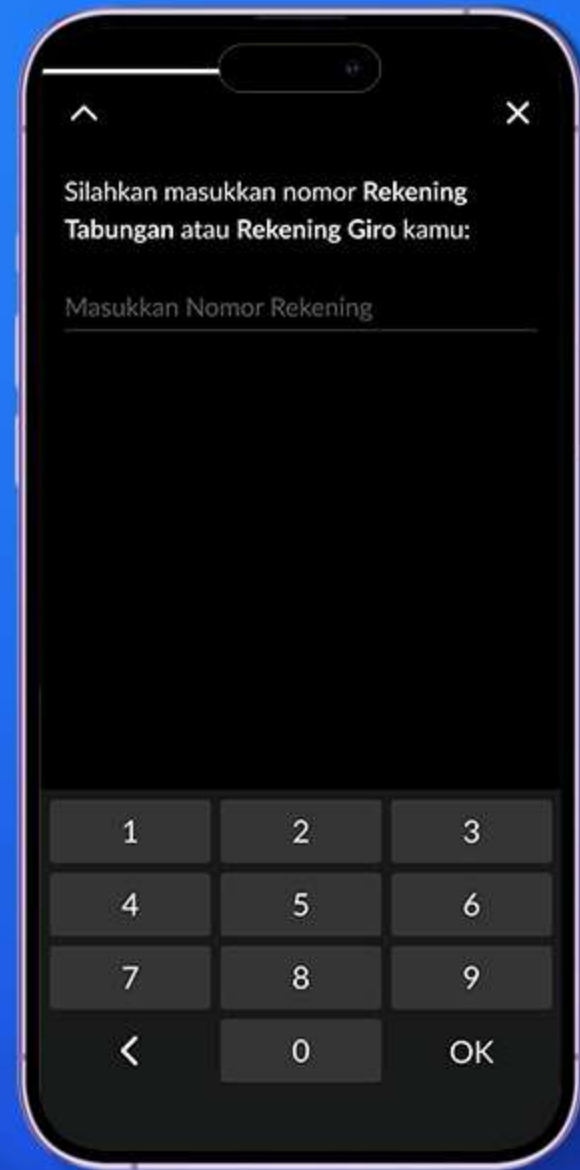 Silahkan masukkan nomor Rekening
Tabungan atau Rekening Giro kamu:
Masukkan Nomor Rekening
1 2 3
4 5 6
7 8 9
0 OK